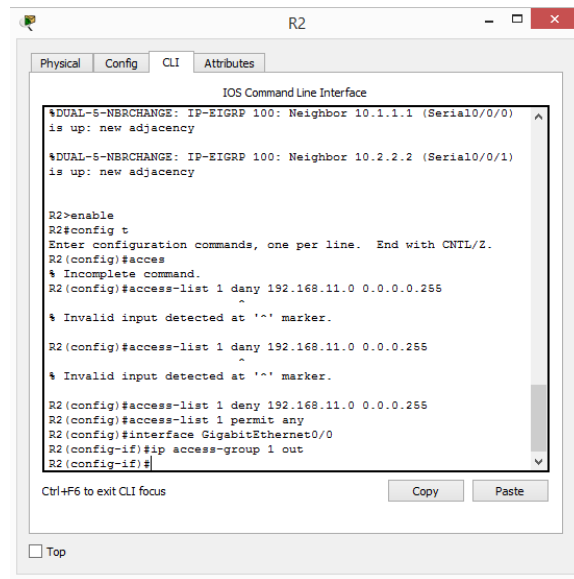 R2
Physical Config CLI Attributes
IOS Command Line Interface
%DUAL-5-NBRCHANGE: IP-EIGRP 100: Neighbor 10.1.1.1 (Serial0/0/0)
is up: new adjacency
%DUAL-5-NBRCHANGE: IP-EIGRP 100: Neighbor 10.2.2.2 (Serial0/0/1)
is up: new adjacency
R2>enable
R2#config t
Enter configuration commands, one per line.  End with CNTL/Z.
R2(config)#acces
% Incomplete command.
R2(config)#access-list 1 dany 192.168.11.0 0.0.0.0.255
^
% Invalid input detected at '^' marker.
R2(config)#access-list 1 dany 192.168.11.0 0.0.0.255
^
% Invalid input detected at '^' marker.
R2(config)#access-list 1 deny 192.168.11.0 0.0.0.255
R2(config)#access-list 1 permit any
R2(config)#interface GigabitEthernet0/0
R2(config-if)#ip access-group 1 out
R2(config-if)#
Ctrl+F6 to exit CLI focus Copy Paste
Top